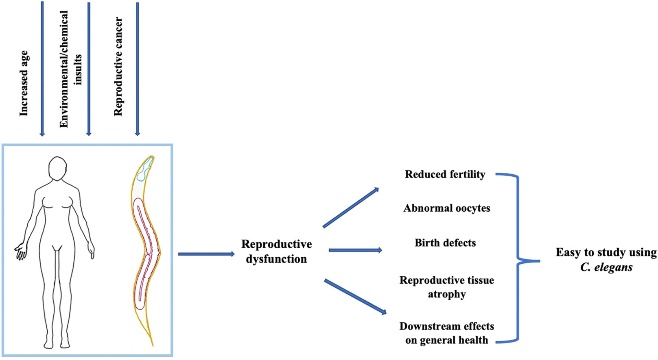 Increased age
Environmental/chemical
insults
Reproductive cancer
Reproductive
dysfunction
Reduced fertility
Abnormal oocytes
Birth defects
Reproductive tissue
atrophy
Downstream effects
on general health
Easy to study using
C. elegans